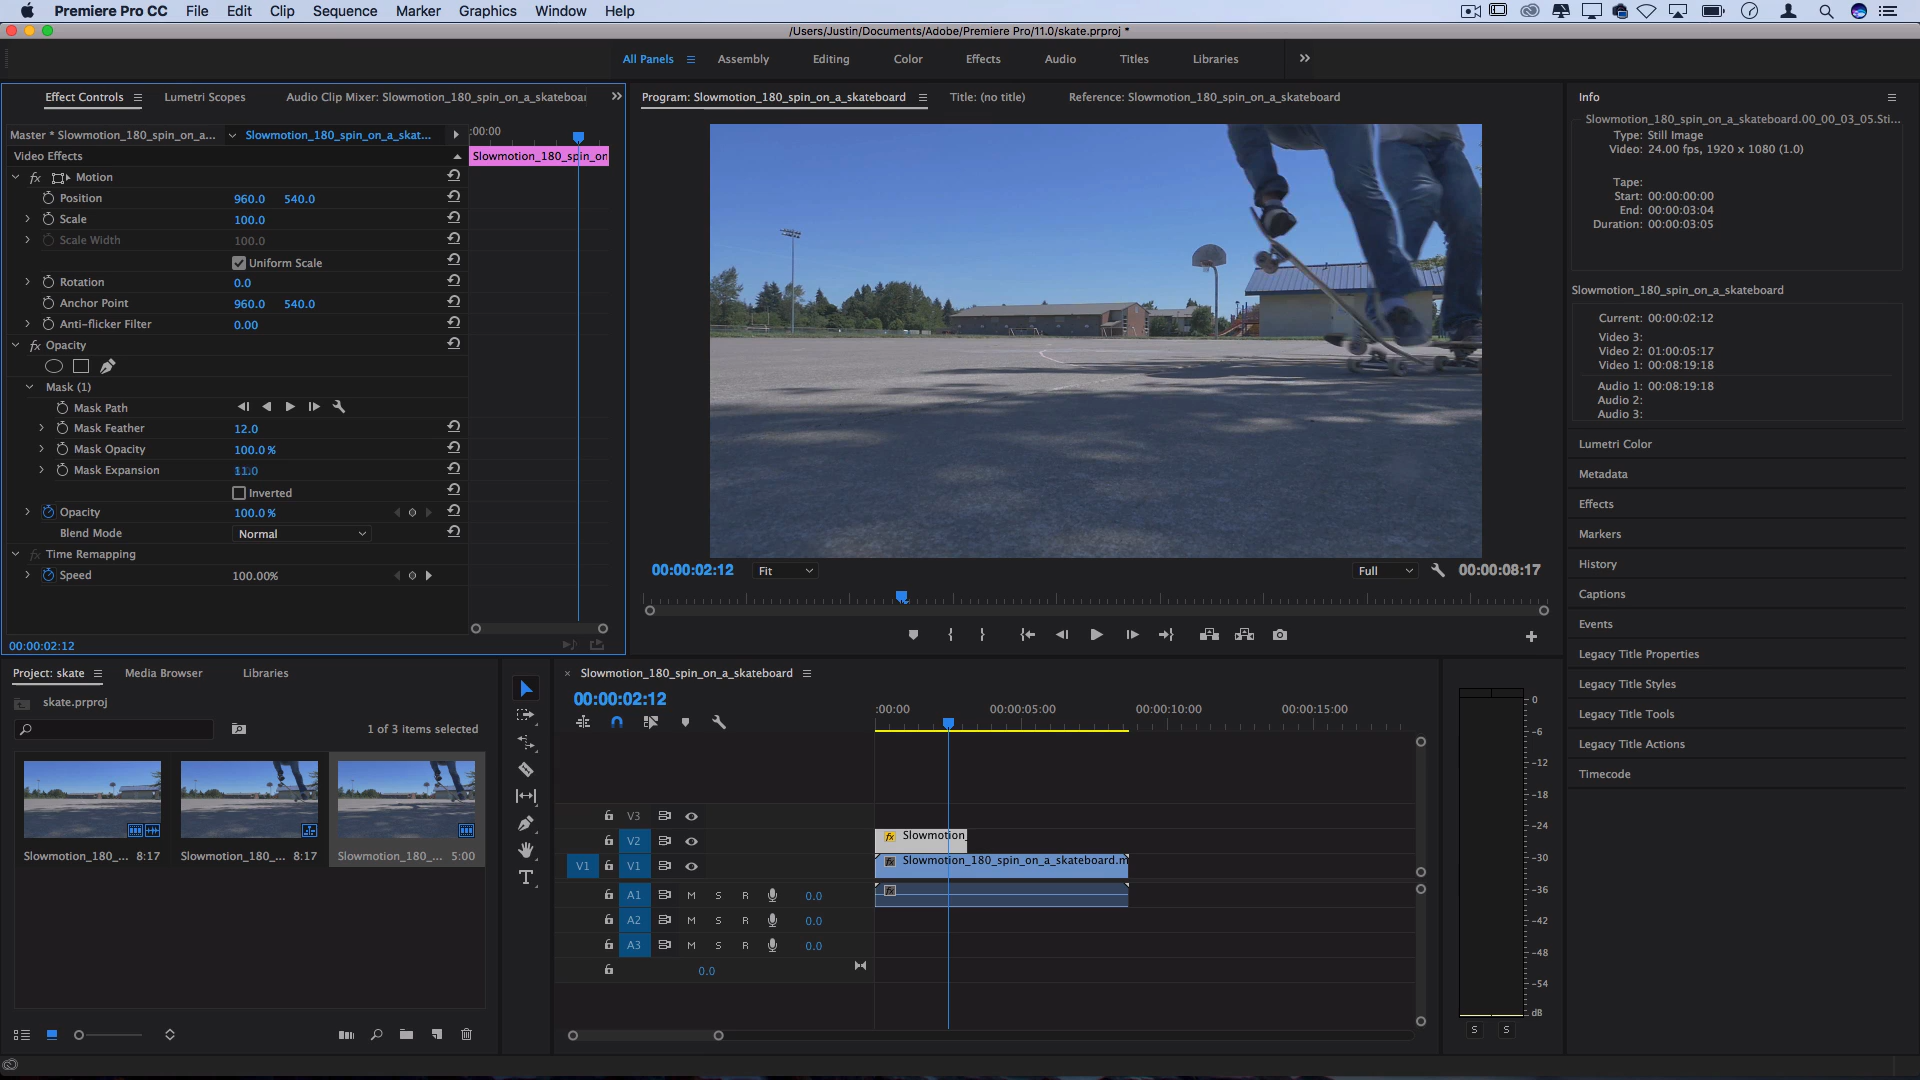 Premiere Pro CC File Edit Clip Sequence Marker Graphics Window Help
/Users/Justin/Documents/Adobe/Premiere Pro/11.0/skate.prproj *
All Panels Assembly Editing Color Effects Audio Titles Libraries
Effect Controls Lumetri Scopes Audio Clip Mixer: Slowmotion_180_spin_on_a_skateboar
Master * Slowmotion_180_spin_on_a... Slowmotion_180_spin_on_a_skat... :00:00
Video Effects Slowmotion_180_spin_on
fx Motion
Position 960.0 540.0
Scale 100.0
Scale Width 100.0
Uniform Scale
Rotation 0.0
Anchor Point 960.0 540.0
Anti-flicker Filter 0.00
fx Opacity
Mask (1)
Mask Path
Mask Feather 12.0
Mask Opacity 100.0 %
Mask Expansion 11.0
Inverted
Opacity 100.0 %
Blend Mode Normal
fx Time Remapping
Speed 100.00%
00:00:02:12
Program: Slowmotion_180_spin_on_a_skateboard Title: (no title) Reference: Slowmotion_180_spin_on_a_skateboard
00:00:02:12 Fit Full 00:00:08:17
Info
Slowmotion_180_spin_on_a_skateboard.00_00_03_05.Sti...
Type: Still Image
Video: 24.00 fps, 1920 x 1080 (1.0)
Tape:
Start: 00:00:00:00
End: 00:00:03:04
Duration: 00:00:03:05
Slowmotion_180_spin_on_a_skateboard
Current: 00:00:02:12
Video 3:
Video 2: 01:00:05:17
Video 1: 00:08:19:18
Audio 1: 00:08:19:18
Audio 2:
Audio 3:
Lumetri Color
Metadata
Effects
Markers
History
Captions
Events
Legacy Title Properties
Legacy Title Styles
Legacy Title Tools
Legacy Title Actions
Timecode
Project: skate Media Browser Libraries
skate.prproj
1 of 3 items selected
Slowmotion_180_... 8:17 Slowmotion_180_... 8:17 Slowmotion_180_... 5:00
× Slowmotion_180_spin_on_a_skateboard
00:00:02:12
:00:00 00:00:05:00 00:00:10:00 00:00:15:00
V3
V2 fx Slowmotion_
V1 V1 fx Slowmotion_180_spin_on_a_skateboard.m
A1 M S R 0.0 fx
A2 M S R 0.0
A3 M S R 0.0
0.0
0
-6
-12
-18
-24
-30
-36
-42
-48
-54
dB
S S